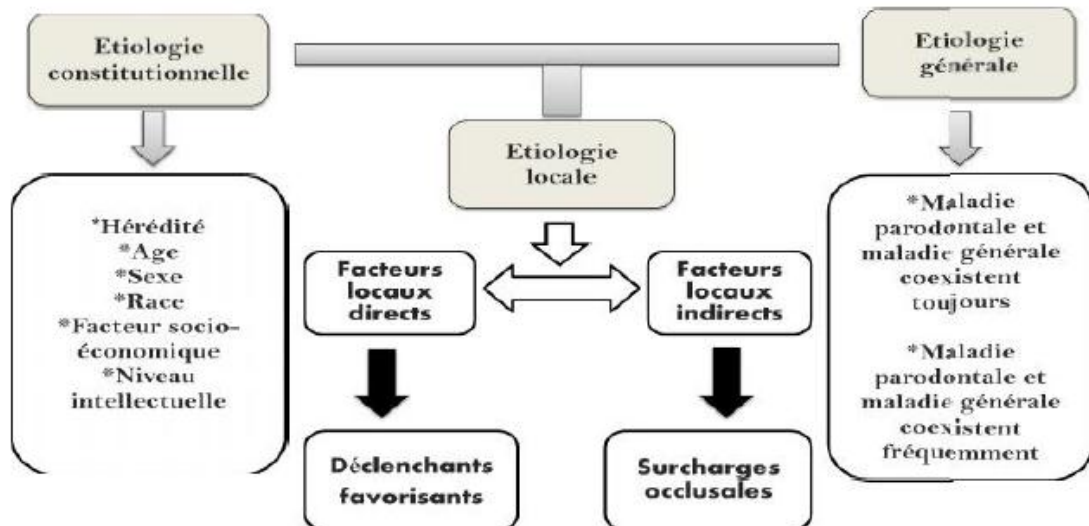 Etiologie
constitutionnelle
*Hérédité
*Age
*Sexe
*Race
*Facteur socio-
économique
*Niveau
intellectuelle
Etiologie
locale
Facteurs
locaux
directs
Facteurs
locaux
indirects
Déclenchants
favorisants
Surcharges
occlusales
Etiologie
générale
*Maladie
parodontale et
maladie générale
coexistent
toujours
*Maladie
parodontale et
maladie générale
coexistent
fréquemment